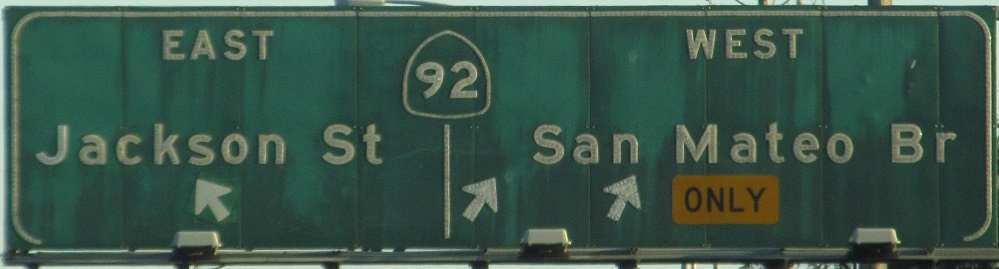 EAST
Jackson St
92
WEST
San Mateo Br
ONLY